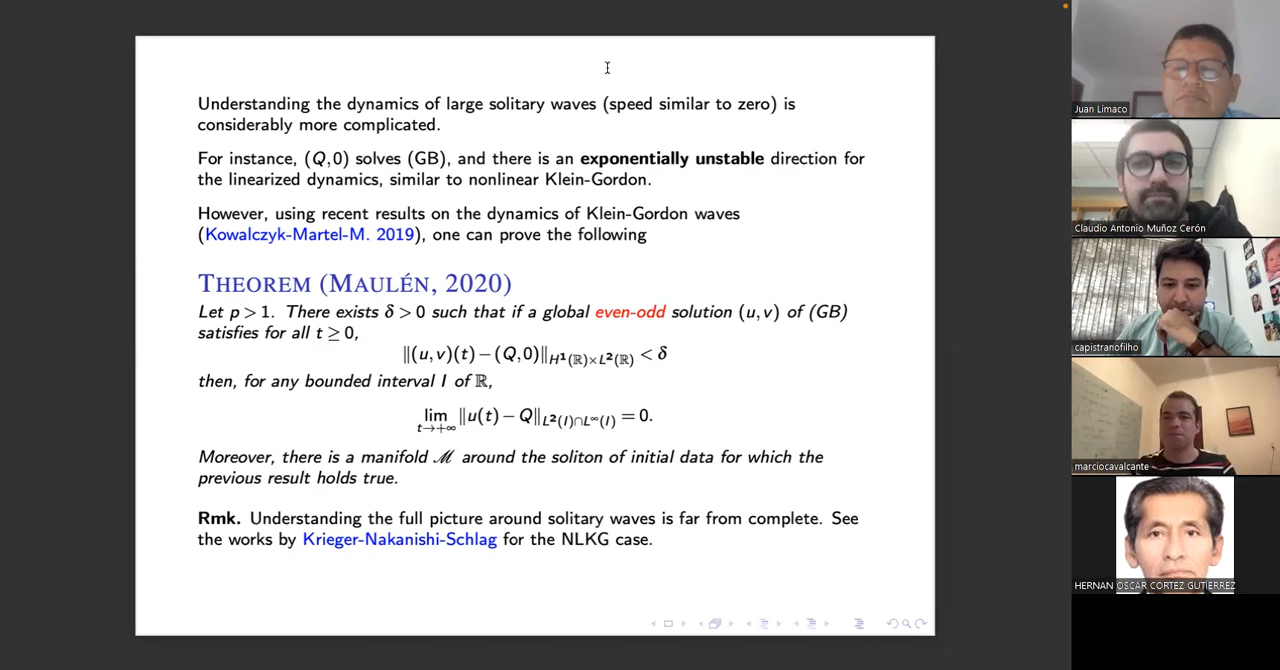 Understanding the dynamics of large solitary waves (speed similar to zero) is
considerably more complicated.
For instance, (Q,0) solves (GB), and there is an exponentially unstable direction for
the linearized dynamics, similar to nonlinear Klein-Gordon.
However, using recent results on the dynamics of Klein-Gordon waves
(Kowalczyk-Martel-M. 2019), one can prove the following
THEOREM (MAULÉN, 2020)
Let p > 1. There exists δ > 0 such that if a global even-odd solution (u,v) of (GB)
satisfies for all t ≥ 0,
‖(u,v)(t) − (Q,0)‖_{H¹(ℝ)×L²(ℝ)} < δ
then, for any bounded interval I of ℝ,
lim_{t→+∞} ‖u(t) − Q‖_{L²(I)∩L^∞(I)} = 0.
Moreover, there is a manifold ℳ around the soliton of initial data for which the
previous result holds true.
Rmk. Understanding the full picture around solitary waves is far from complete. See
the works by Krieger-Nakanishi-Schlag for the NLKG case.
Juan Limaco
Claudio Antonio Muñoz Cerón
capistranofilho
marciocavalcante
HERNAN OSCAR CORTEZ GUTIERREZ